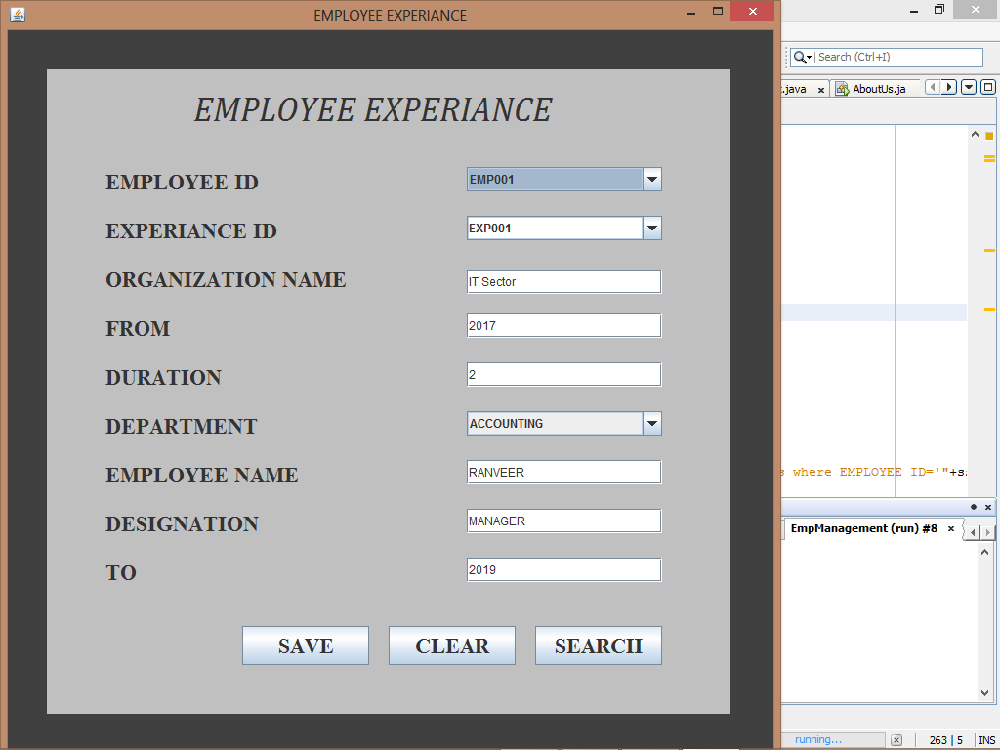 EMPLOYEE EXPERIANCE
Search (Ctrl+I)
.java
AboutUs.ja
EMPLOYEE EXPERIANCE
EMPLOYEE ID EMP001
EXPERIANCE ID EXP001
ORGANIZATION NAME IT Sector
FROM 2017
DURATION 2
DEPARTMENT ACCOUNTING
EMPLOYEE NAME RANVEER
where EMPLOYEE_ID='"+s
DESIGNATION MANAGER
EmpManagement (run) #8
TO 2019
SAVE CLEAR SEARCH
running...
263 | 5 INS